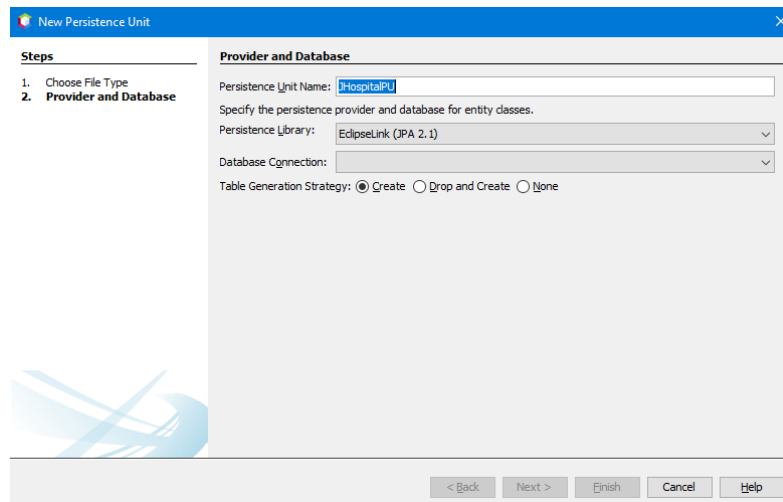 New Persistence Unit
Steps
1. Choose File Type
2. Provider and Database
Provider and Database
Persistence Unit Name: JHospitalPU
Specify the persistence provider and database for entity classes.
Persistence Library: EclipseLink (JPA 2.1)
Database Connection:
Table Generation Strategy: Create Drop and Create None
< Back Next > Finish Cancel Help